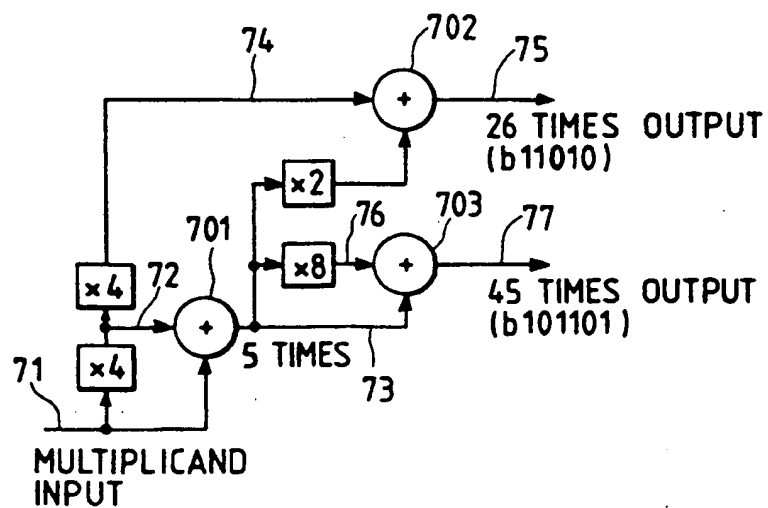 74
702
75
+
26 TIMES OUTPUT
(b11010)
×2
701
76
703
77
×4
72
×8
+
+
45 TIMES OUTPUT
(b101101)
5 TIMES
73
71
×4
MULTIPLICAND
INPUT